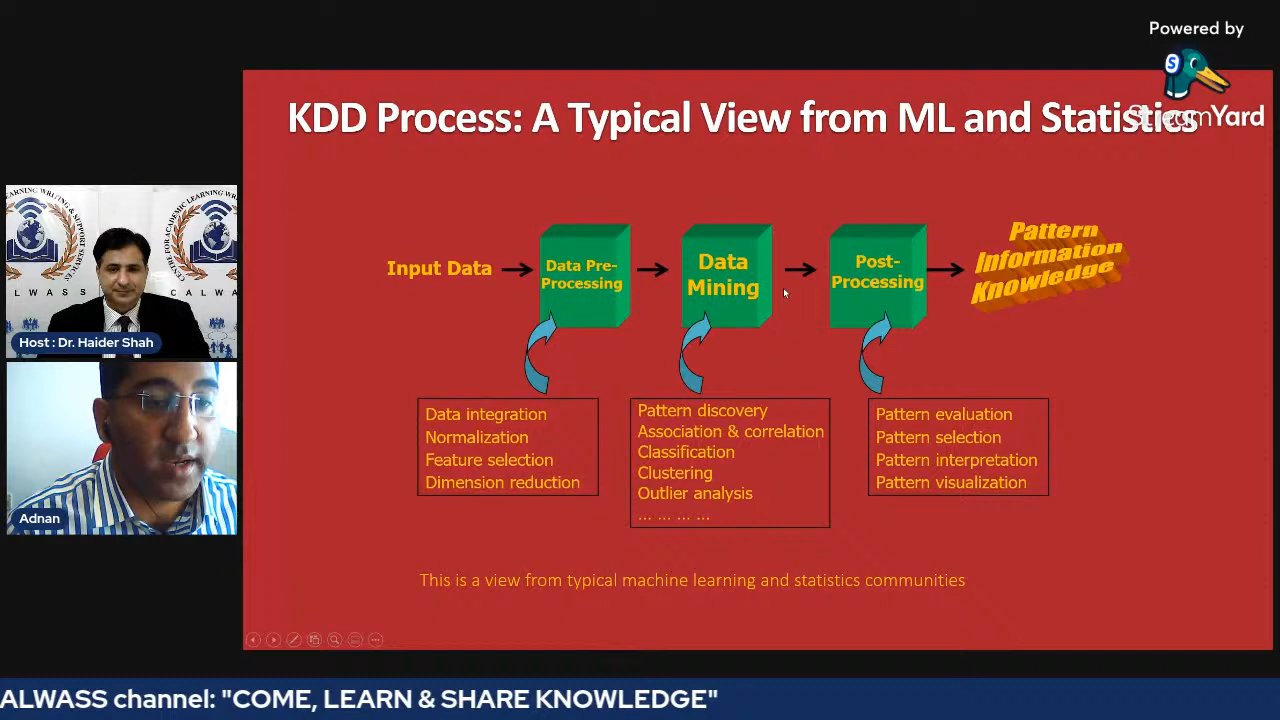 Powered by
StreamYard
KDD Process: A Typical View from ML and Statistics
Input Data
Data Pre-
Processing
Data
Mining
Post-
Processing
Pattern
Information
Knowledge
Data integration
Normalization
Feature selection
Dimension reduction
Pattern discovery
Association & correlation
Classification
Clustering
Outlier analysis
... ... ... ...
Pattern evaluation
Pattern selection
Pattern interpretation
Pattern visualization
This is a view from typical machine learning and statistics communities
ALWASS
CALWASS
Host : Dr. Haider Shah
Adnan
ALWASS channel: "COME, LEARN & SHARE KNOWLEDGE"